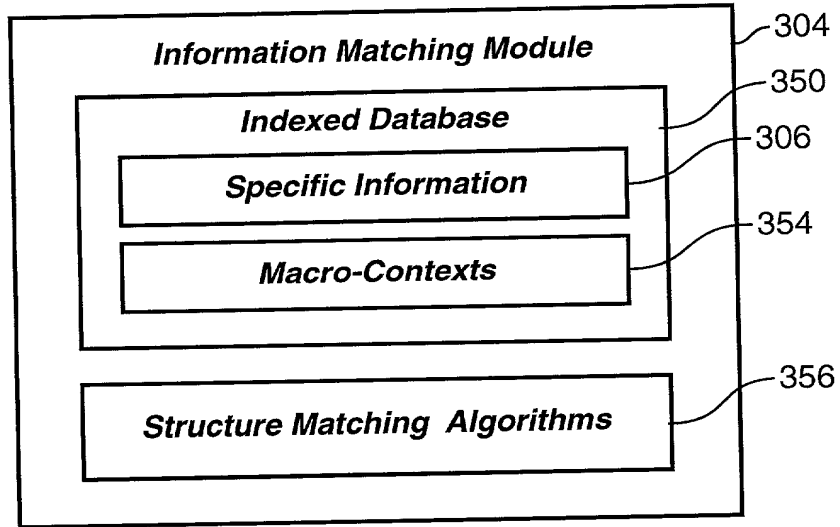 Information Matching Module
304
Indexed Database
350
Specific Information
306
Macro-Contexts
354
Structure Matching Algorithms
356